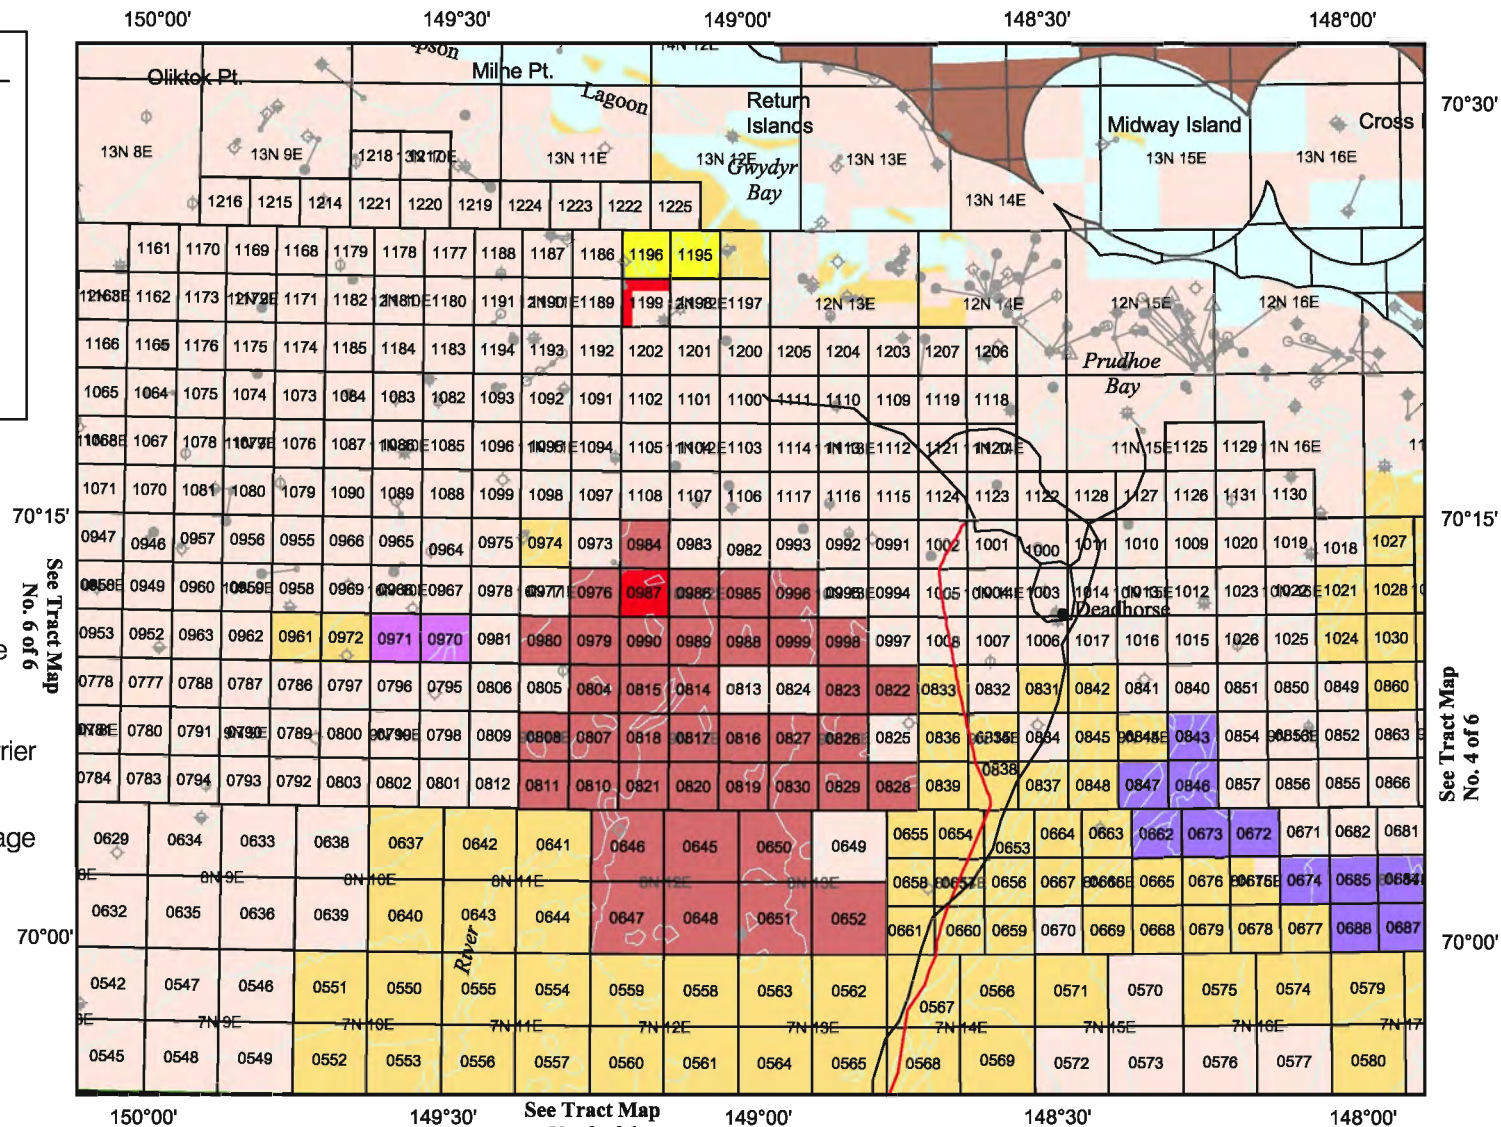 150°00' 149°30' 149°00' 148°30' 148°00'
pson
Oliktok Pt. Milne Pt.
Lagoon Return Islands
Midway Island Cross
70°30' 70°30'
13N 8E 13N 9E 1218 1217 13N 11E 13N 12E 13N 13E 13N 15E 13N 16E
Gwydyr Bay
13N 14E
1216 1215 1214 1221 1220 1219 1224 1223 1222 1225
1161 1170 1169 1168 1179 1178 1177 1188 1187 1186 1196 1195
1162 1173 1171 1182 1180 1191 1189 1199 1197 12N 13E 12N 14E 12N 15E 12N 16E
1166 1165 1176 1175 1174 1185 1184 1183 1194 1193 1192 1202 1201 1200 1205 1204 1203 1207 1206
Prudhoe Bay
1065 1064 1075 1074 1073 1084 1083 1082 1093 1092 1091 1102 1101 1100 1111 1110 1109 1119 1118
1067 1078 1076 1087 1085 1096 1094 1105 1103 1114 1112 1121 11N 15E 1125 1129 11N 16E 11
1071 1070 1081 1080 1079 1090 1089 1088 1099 1098 1097 1108 1107 1106 1117 1116 1115 1124 1123 1122 1128 1127 1126 1131 1130
70°15' 70°15'
0947 0946 0957 0956 0955 0966 0965 0964 0975 0974 0973 0984 0983 0982 0993 0992 0991 1002 1001 1000 1011 1010 1009 1020 1019 1018 1027
0949 0960 0958 0969 0967 0978 0976 0987 0986 0985 0996 0994 1005 1003 1014 1012 1023 1021 1028
Deadhorse
0953 0952 0963 0962 0961 0972 0971 0970 0981 0980 0979 0990 0989 0988 0999 0998 0997 1008 1007 1006 1017 1016 1015 1026 1025 1024 1030
See Tract Map
No. 6 of 6
0778 0777 0788 0787 0786 0797 0796 0795 0806 0805 0804 0815 0814 0813 0824 0823 0822 0833 0832 0831 0842 0841 0840 0851 0850 0849 0860
See Tract Map
No. 4 of 6
0780 0791 0789 0800 0798 0809 0808 0807 0818 0816 0827 0826 0825 0836 0834 0845 0843 0854 0852 0863
rrier
0784 0783 0794 0793 0792 0803 0802 0801 0812 0811 0810 0821 0820 0819 0830 0829 0828 0839 0838 0837 0848 0847 0846 0857 0856 0855 0866
age
0629 0634 0633 0638 0637 0642 0641 0646 0645 0650 0649 0655 0654 0653 0664 0663 0662 0673 0672 0671 0682 0681
8E 8N 9E 8N 10E 8N 11E 8N 12E 8N 13E 0658 0656 0667 0665 0676 0674 0685
0632 0635 0636 0639 0640 0643 0644 0647 0648 0651 0652 0661 0660 0659 0670 0669 0668 0679 0678 0677 0688 0687
River
70°00' 70°00'
0542 0547 0546 0551 0550 0555 0554 0559 0558 0563 0562 0567 0566 0571 0570 0575 0574 0579
7N 9E 7N 10E 7N 11E 7N 12E 7N 13E 7N 14E 7N 15E 7N 16E 7N 17
0545 0548 0549 0552 0553 0556 0557 0560 0561 0564 0565 0568 0569 0572 0573 0576 0577 0580
150°00' 149°30' See Tract Map 149°00' 148°30' 148°00'